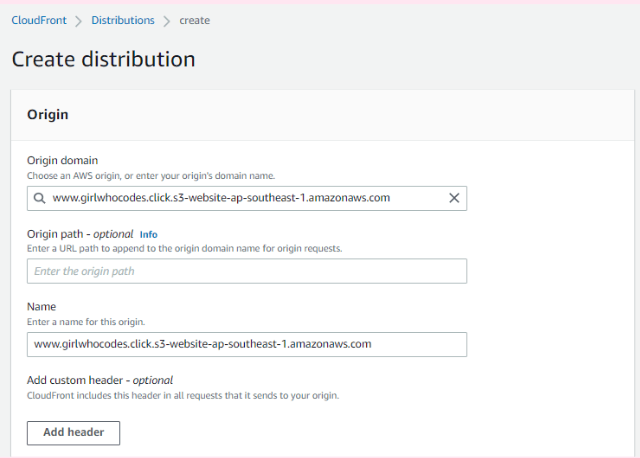 CloudFront > Distributions > create
Create distribution
Origin
Origin domain
Choose an AWS origin, or enter your origin's domain name.
www.girlwhocodes.click.s3-website-ap-southeast-1.amazonaws.com
Origin path - optional Info
Enter a URL path to append to the origin domain name for origin requests.
Enter the origin path
Name
Enter a name for this origin.
www.girlwhocodes.click.s3-website-ap-southeast-1.amazonaws.com
Add custom header - optional
CloudFront includes this header in all requests that it sends to your origin.
Add header